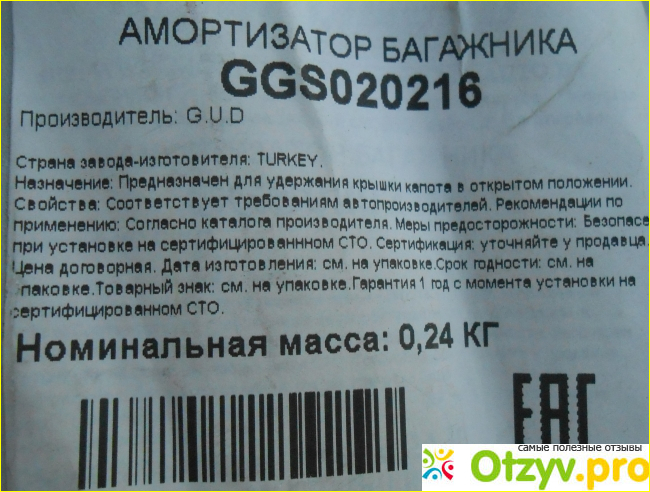 АМОРТИЗАТОР БАГАЖНИКА
GGS020216
Производитель: G.U.D
Страна завода-изготовителя: TURKEY.
Назначение: Предназначен для удержания крышки капота в открытом положении.
Свойства: Соответствует требованиям автопроизводителей. Рекомендации по
применению: Согласно каталога производителя. Меры предосторожности: Безопасе
при установке на сертифицированнном СТО. Сертификация: уточняйте у продавца.
Цена договорная. Дата изготовления: см. на упаковке.Срок годности: см. на
упаковке.Товарный знак: см. на упаковке.Гарантия 1 год с момента установки на
сертифицированном СТО.
Номинальная масса: 0,24 КГ
EAC
самые полезные отзывы
Otzyv.pro